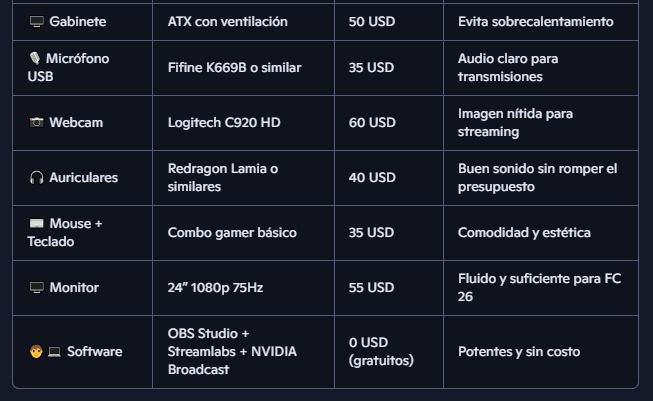 Gabinete
ATX con ventilación
50 USD
Evita sobrecalentamiento
Micrófono
USB
Fifine K669B o similar
35 USD
Audio claro para
transmisiones
Webcam
Logitech C920 HD
60 USD
Imagen nítida para
streaming
Auriculares
Redragon Lamia o
similares
40 USD
Buen sonido sin romper el
presupuesto
Mouse +
Teclado
Combo gamer básico
35 USD
Comodidad y estética
Monitor
24” 1080p 75Hz
55 USD
Fluido y suficiente para FC
26
Software
OBS Studio +
Streamlabs + NVIDIA
Broadcast
0 USD
(gratuitos)
Potentes y sin costo